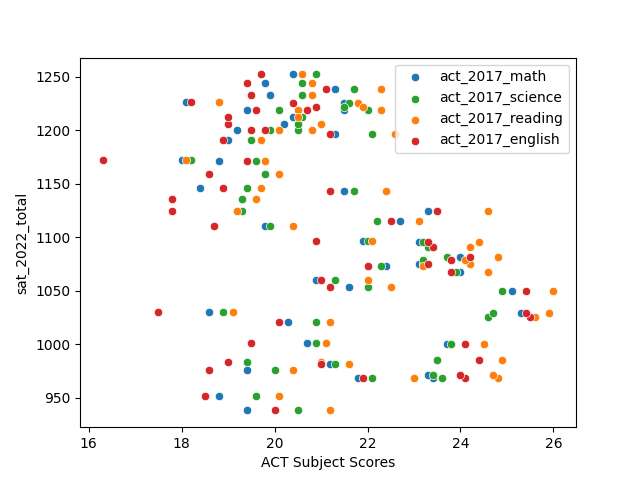 act_2017_math
act_2017_science
act_2017_reading
act_2017_english
1250
1200
1150
1100
1050
1000
950
sat_2022_total
16
18
20
22
24
26
ACT Subject Scores